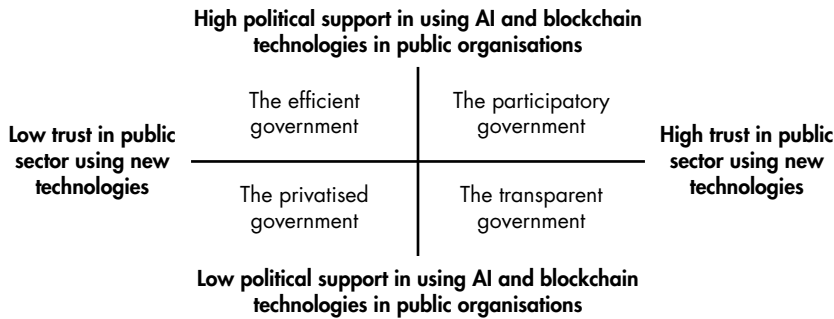 High political support in using AI and blockchain
technologies in public organisations
The efficient
government
The participatory
government
Low trust in public
sector using new
technologies
High trust in public
sector using new
technologies
The privatised
government
The transparent
government
Low political support in using AI and blockchain
technologies in public organisations